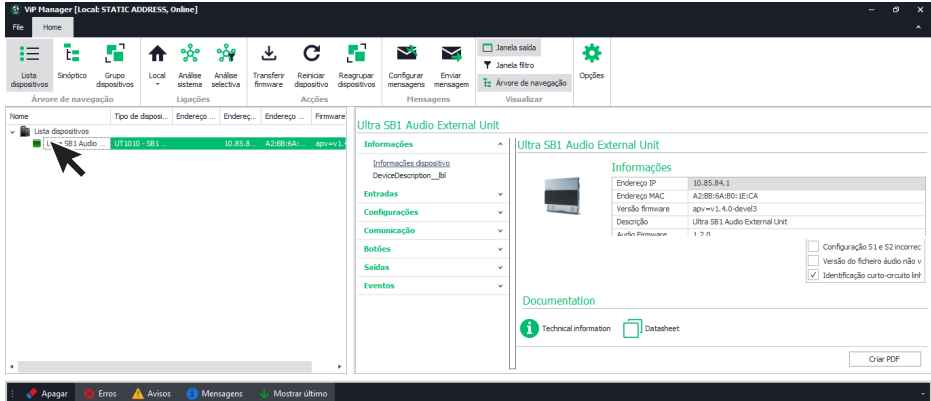 ViP Manager [Local: STATIC ADDRESS, Online]
File Home
Lista dispositivos
Sinóptico
Grupo dispositivos
Local
Análise sistema
Análise selectiva
Transferir firmware
Reiniciar dispositivo
Reagrupar dispositivos
Configurar mensagens
Enviar mensagem
Janela saída
Janela filtro
Árvore de navegação
Opções
Árvore de navegação Ligações Acções Mensagens Visualizar
Nome Tipo de disposi... Endereço ... Endereç... Endereço ... Firmware
Lista dispositivos
SB1 Audio ... UT1010 - SB1 ... 10.85.8... A2:BB:6A:... apv=v1.
Ultra SB1 Audio External Unit
Informações
Informações dispositivo
DeviceDescription__lbl
Entradas
Configurações
Comunicação
Botões
Saídas
Eventos
Ultra SB1 Audio External Unit
Informações
Endereço IP 10.85.84.1
Endereço MAC A2:BB:6A:B0:1E:CA
Versão firmware apv=v1.4.0-devel3
Descrição Ultra SB1 Audio External Unit
Audio Firmware 1.2.0
Configuração S1 e S2 incorrec
Versão do ficheiro áudio não v
Identificação curto-circuito linh
Documentation
Technical information Datasheet
Criar PDF
Apagar Erros Avisos Mensagens Mostrar último